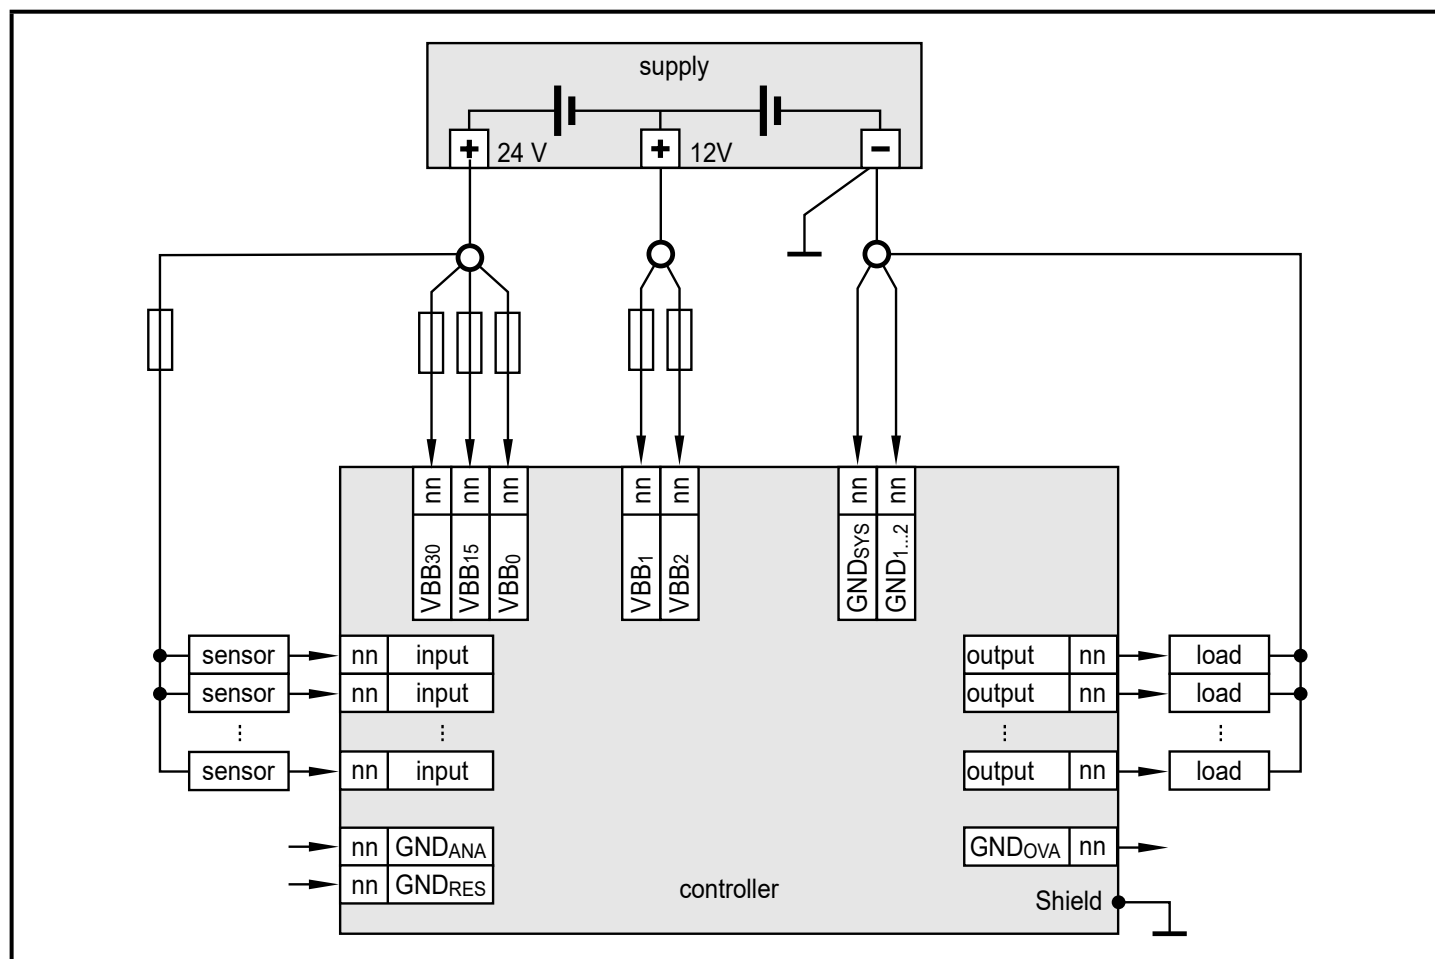 supply
24 V
12V
nn nn nn nn nn nn nn
VBB30 VBB15 VBB0 VBB1 VBB2 GNDSYS GND1...2
sensor nn input output nn load
sensor nn input output nn load
sensor nn input output nn load
nn GNDANA GNDOVA nn
nn GNDRES
controller
Shield